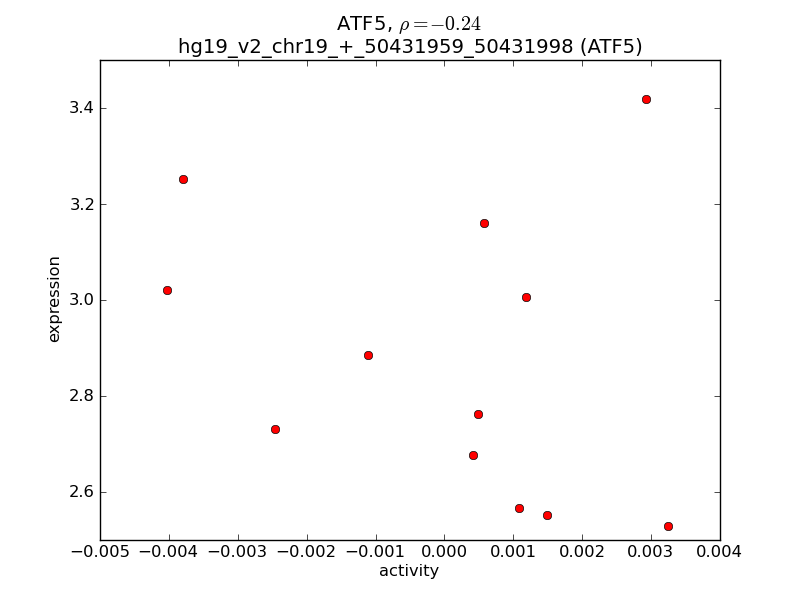 ATF5, ρ = −0.24
hg19_v2_chr19_+_50431959_50431998 (ATF5)
3.4
3.2
3.0
2.8
2.6
expression
−0.005 −0.004 −0.003 −0.002 −0.001 0.000 0.001 0.002 0.003 0.004
activity